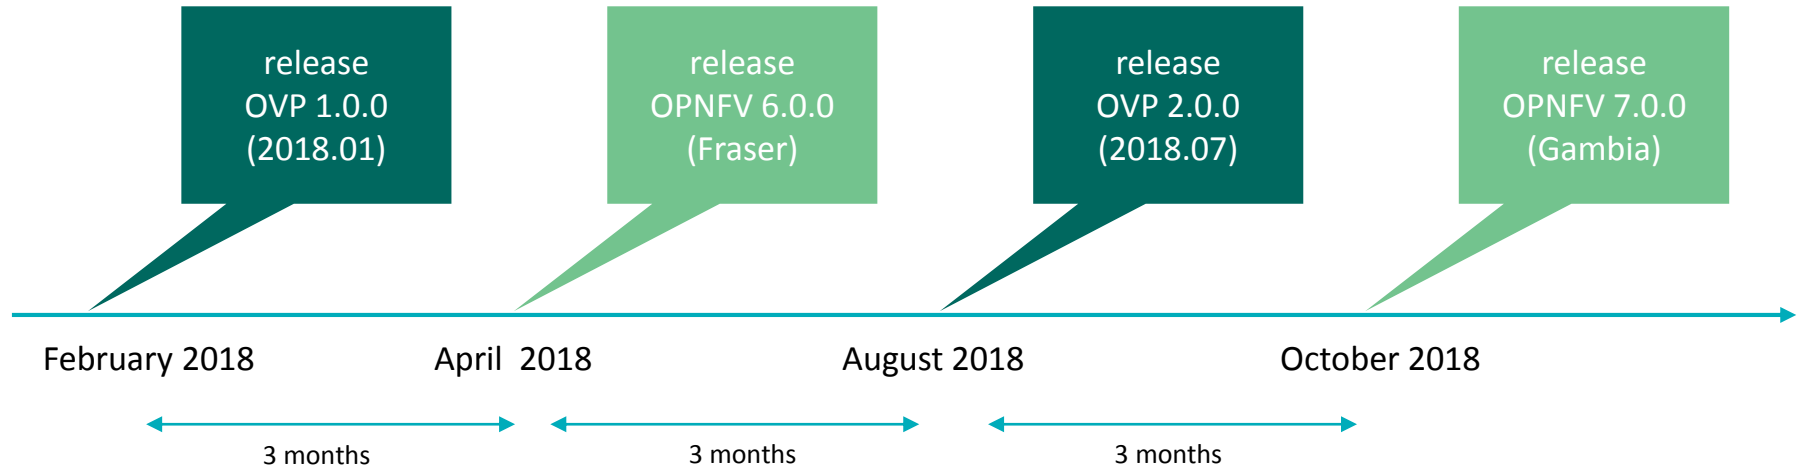 release
OVP 1.0.0
(2018.01)
release
OPNFV 6.0.0
(Fraser)
release
OVP 2.0.0
(2018.07)
release
OPNFV 7.0.0
(Gambia)
February 2018
April  2018
August 2018
October 2018
3 months
3 months
3 months